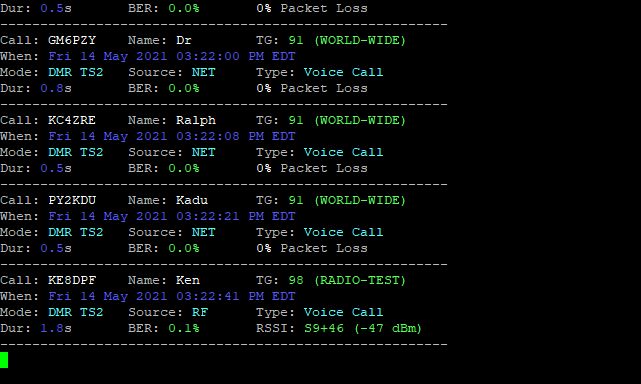 Dur: 0.5s BER: 0.0% 0% Packet Loss
--------------------------------------------------------
Call: GM6PZY Name: Dr TG: 91 (WORLD-WIDE)
When: Fri 14 May 2021 03:22:00 PM EDT
Mode: DMR TS2 Source: NET Type: Voice Call
Dur: 0.8s BER: 0.0% 0% Packet Loss
--------------------------------------------------------
Call: KC4ZRE Name: Ralph TG: 91 (WORLD-WIDE)
When: Fri 14 May 2021 03:22:08 PM EDT
Mode: DMR TS2 Source: NET Type: Voice Call
Dur: 0.5s BER: 0.0% 0% Packet Loss
--------------------------------------------------------
Call: PY2KDU Name: Kadu TG: 91 (WORLD-WIDE)
When: Fri 14 May 2021 03:22:21 PM EDT
Mode: DMR TS2 Source: NET Type: Voice Call
Dur: 0.5s BER: 0.0% 0% Packet Loss
--------------------------------------------------------
Call: KE8DPF Name: Ken TG: 98 (RADIO-TEST)
When: Fri 14 May 2021 03:22:41 PM EDT
Mode: DMR TS2 Source: RF Type: Voice Call
Dur: 1.8s BER: 0.1% RSSI: S9+46 (-47 dBm)
--------------------------------------------------------